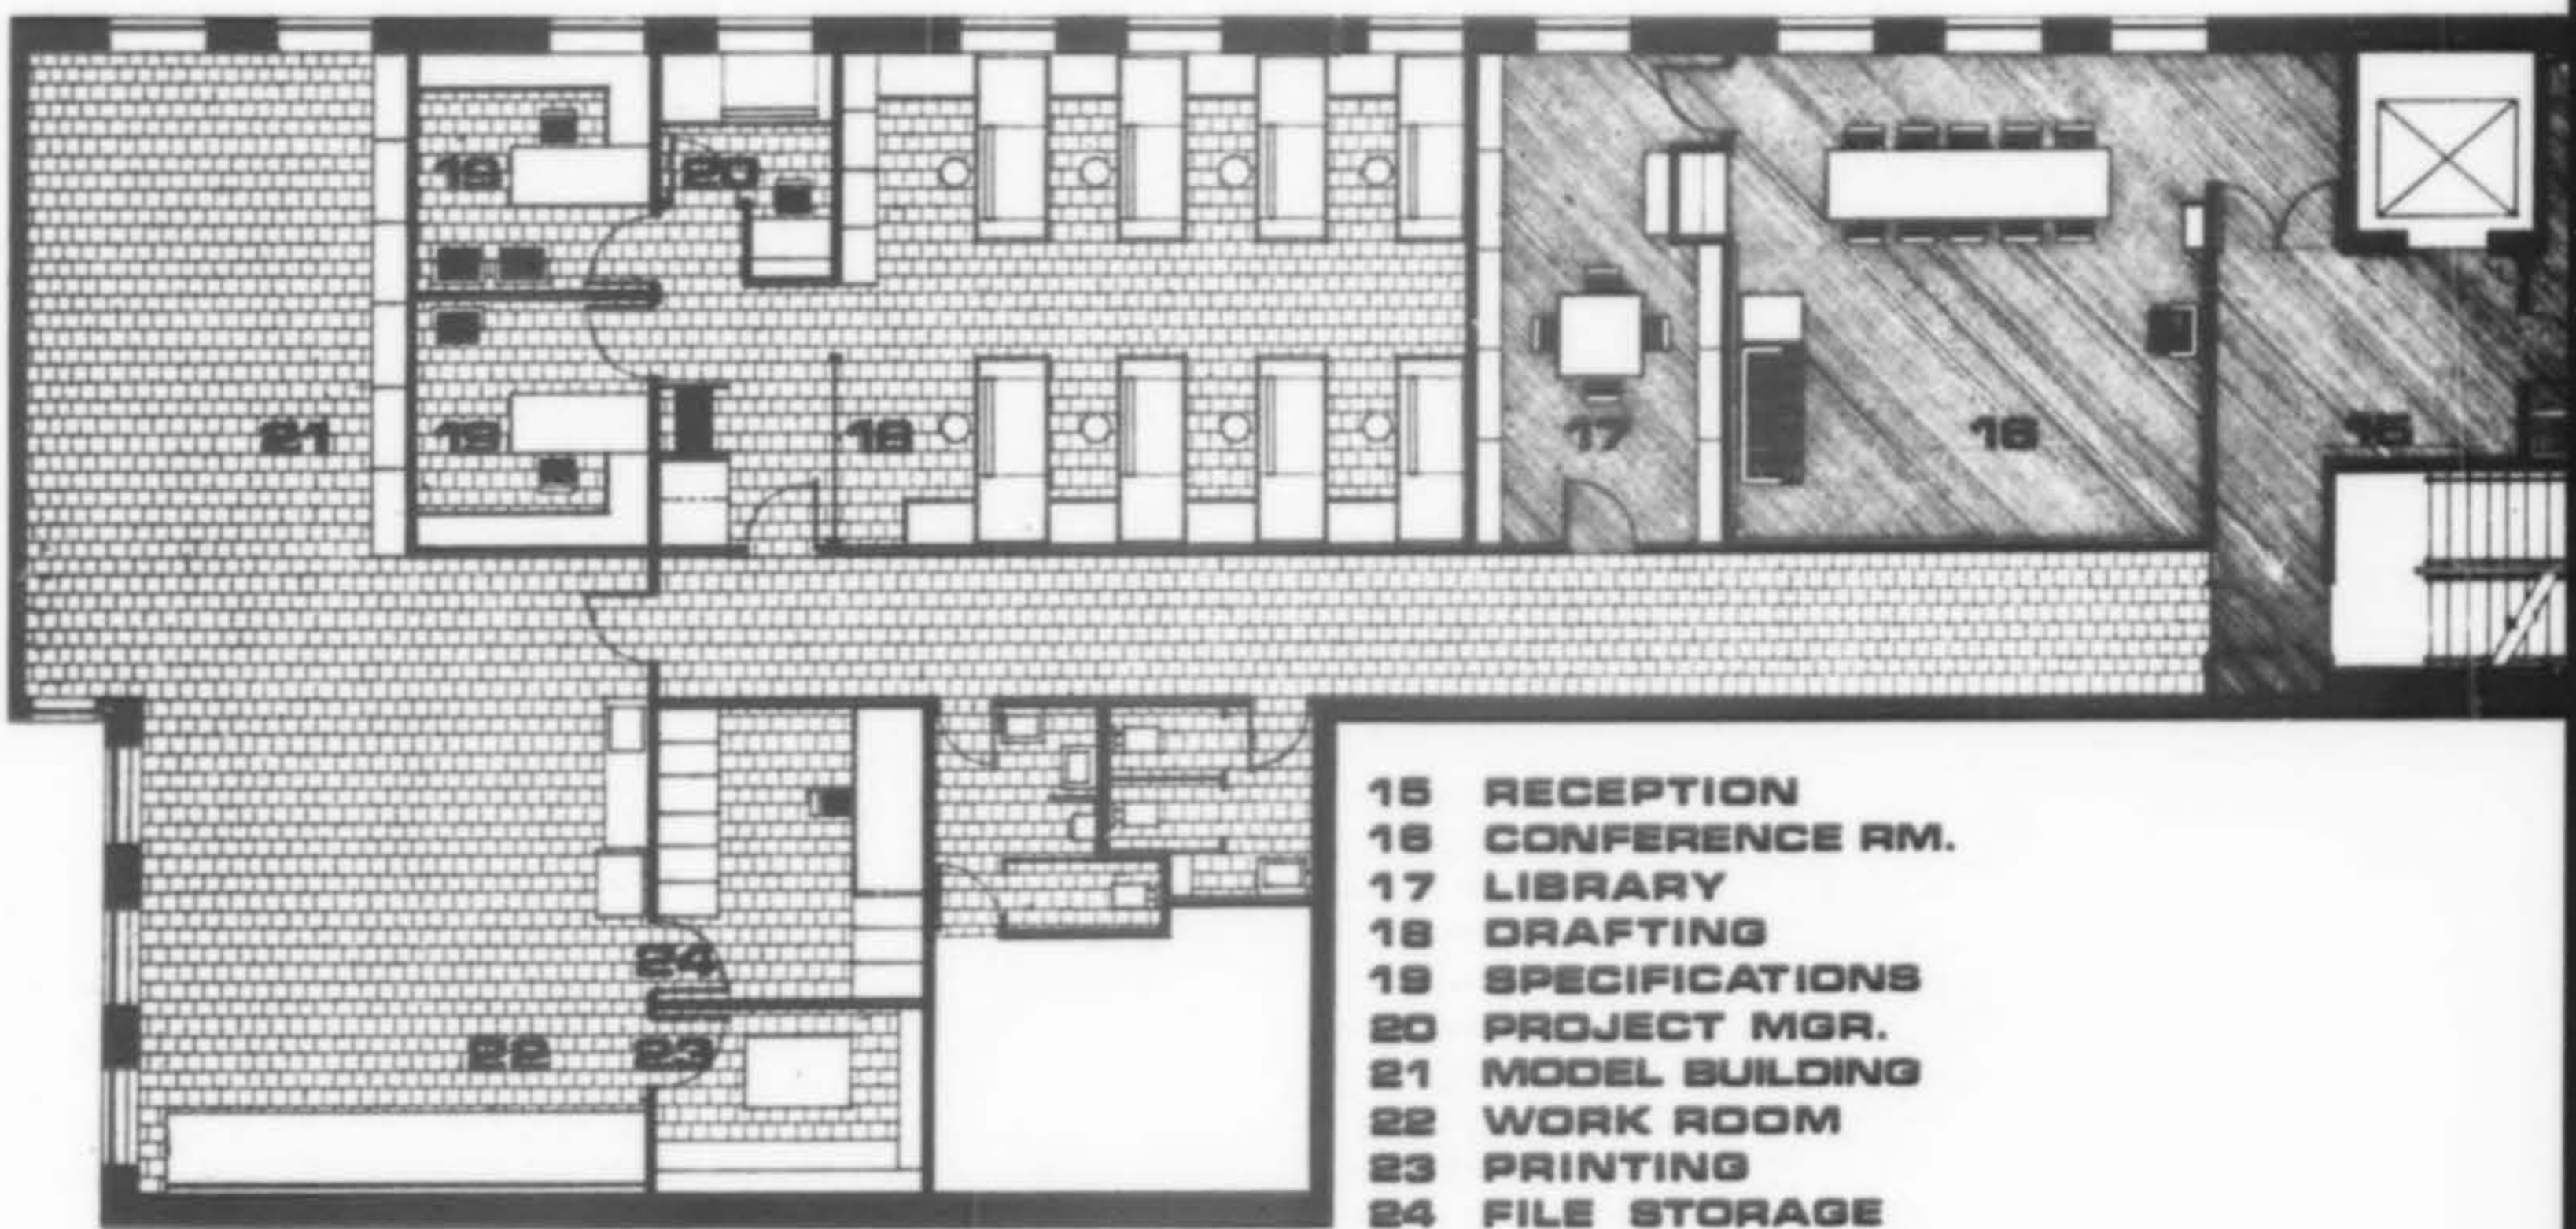 19
20
21
19
18
17
16
15
24
22
23
15 RECEPTION
16 CONFERENCE RM.
17 LIBRARY
18 DRAFTING
19 SPECIFICATIONS
20 PROJECT MGR.
21 MODEL BUILDING
22 WORK ROOM
23 PRINTING
24 FILE STORAGE